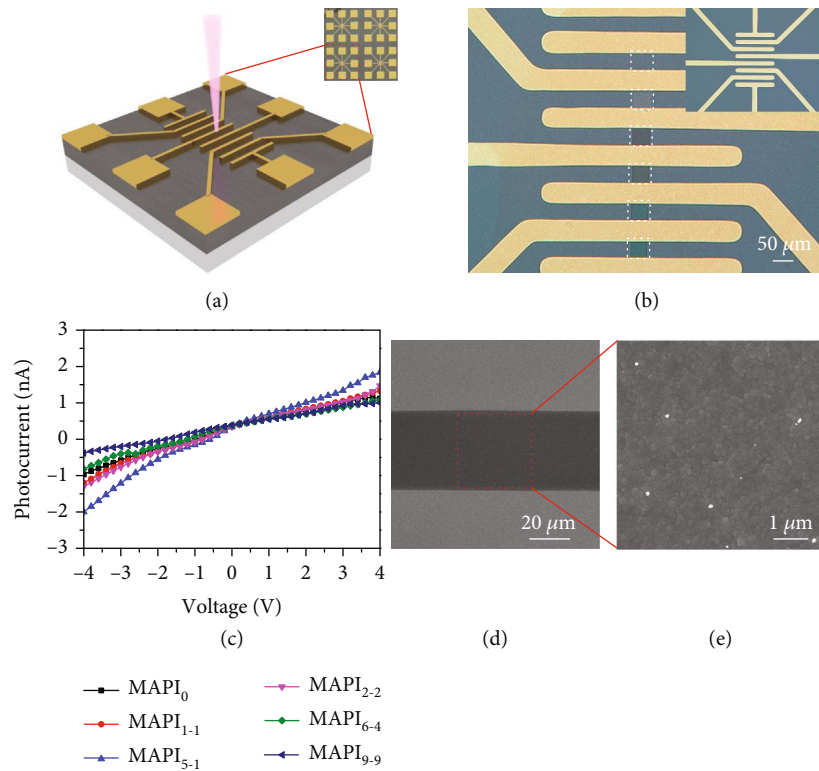 (a)
50 μm
(b)
Photocurrent (nA)
3
2
1
0
−1
−2
−3
−4 −3 −2 −1 0 1 2 3 4
Voltage (V)
(c)
20 μm
(d)
1 μm
(e)
MAPI₀
MAPI₁₋₁
MAPI₅₋₁
MAPI₂₋₂
MAPI₆₋₄
MAPI₉₋₉